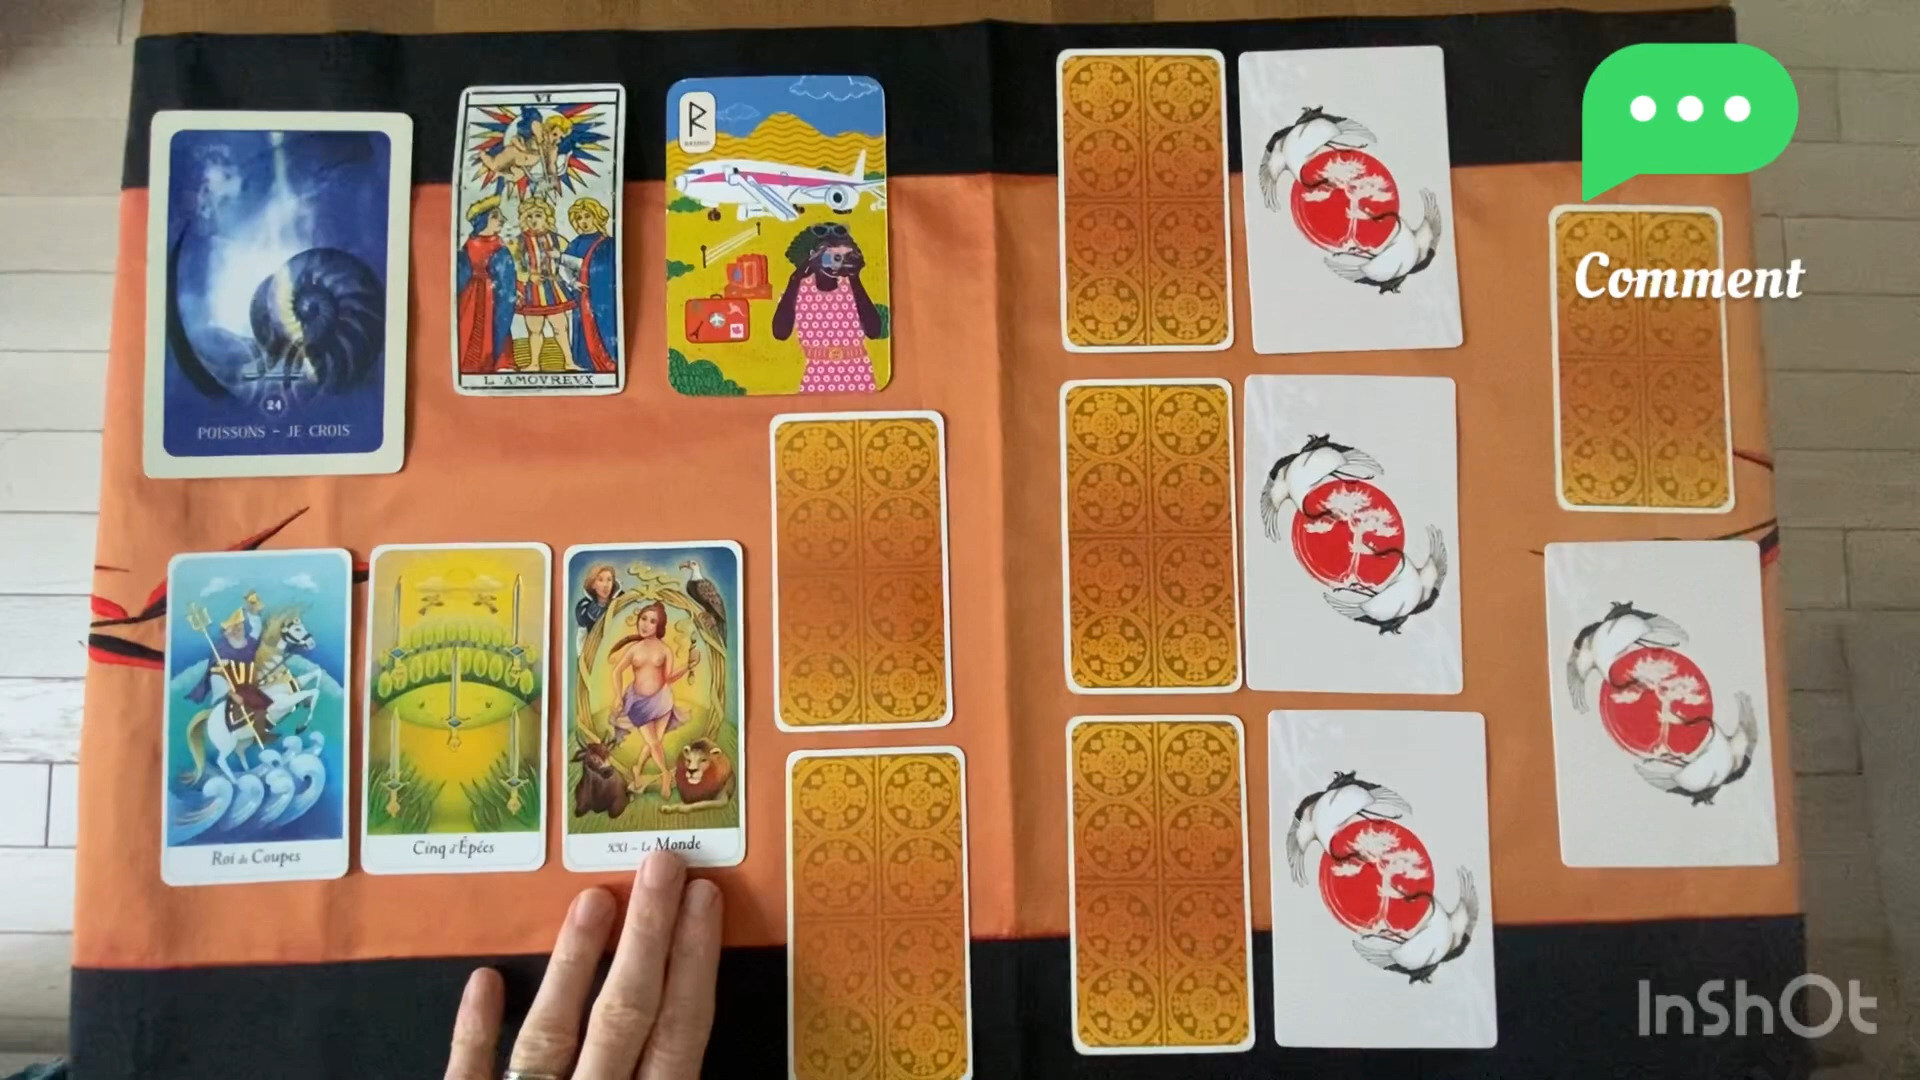 VI
L'AMOVREVX
24
POISSONS - JE CROIS
Comment
Roi de Coupes
Cinq d'Épées
XXI - Le Monde
InShOt